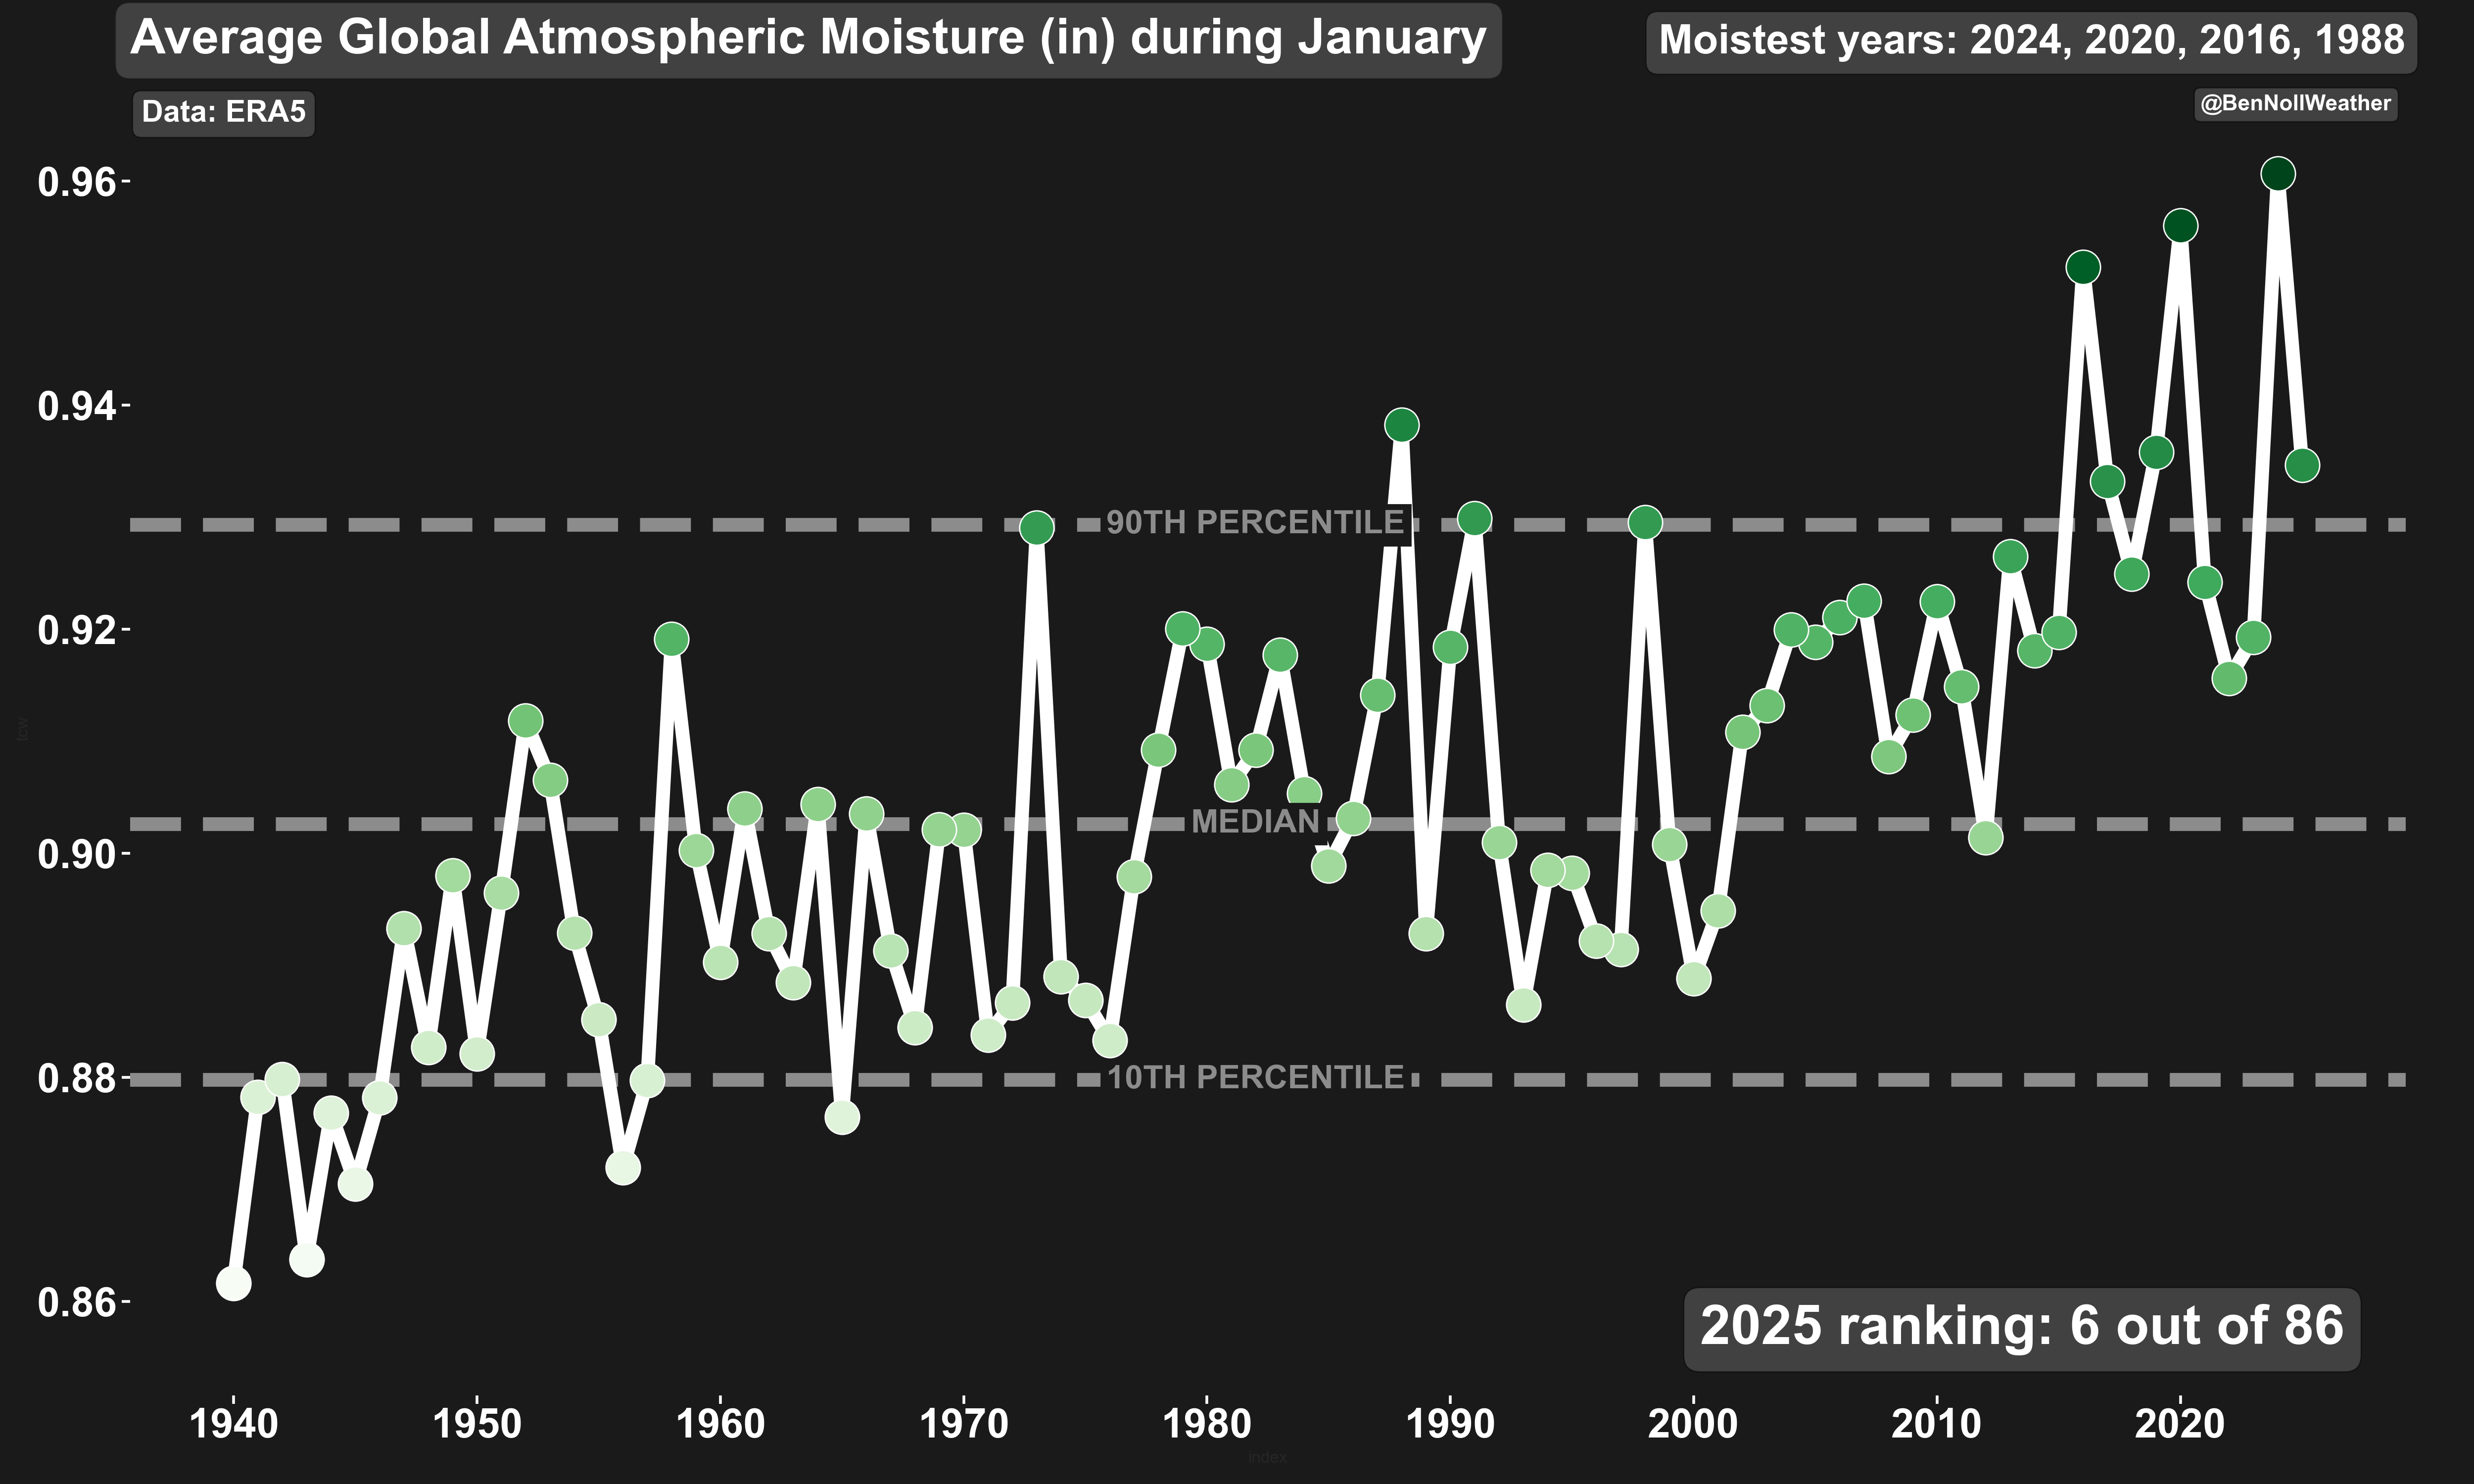 Average Global Atmospheric Moisture (in) during January
Moistest years: 2024, 2020, 2016, 1988
Data: ERA5
@BenNollWeather
0.96
0.94
90TH PERCENTILE
0.92
tcw
MEDIAN
0.90
0.88
10TH PERCENTILE
0.86
2025 ranking: 6 out of 86
1940 1950 1960 1970 1980 1990 2000 2010 2020
index